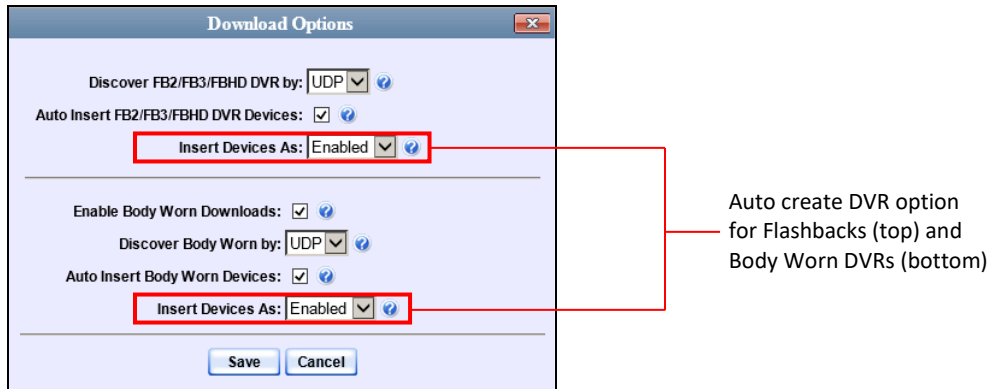 Download Options
Discover FB2/FB3/FBHD DVR by: UDP
Auto Insert FB2/FB3/FBHD DVR Devices:
Insert Devices As: Enabled
Enable Body Worn Downloads:
Discover Body Worn by: UDP
Auto Insert Body Worn Devices:
Insert Devices As: Enabled
Save Cancel
Auto create DVR option
for Flashbacks (top) and
Body Worn DVRs (bottom)